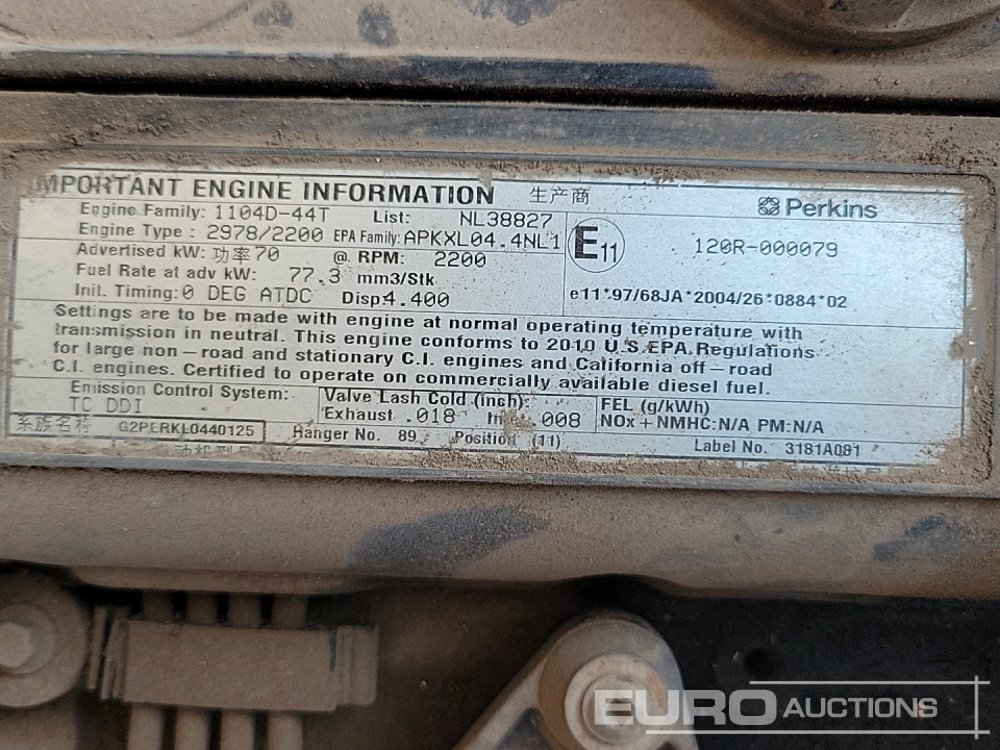 IMPORTANT ENGINE INFORMATION 生产商
Perkins
Engine Family: 1104D-44T List: NL38827
Engine Type : 2978/2200 EPA Family: APKXL04.4NL1
E11 120R-000079
Advertised kW: 功率70 @ RPM: 2200
Fuel Rate at adv kW: 77.3 mm3/Stk
Init. Timing:0 DEG ATDC Disp4.400
e11*97/68JA*2004/26*0884*02
Settings are to be made with engine at normal operating temperature with
transmission in neutral. This engine conforms to 2010 U.S.EPA.Regulations
for large non-road and stationary C.I. engines and California off-road
C.I. engines. Certified to operate on commercially available diesel fuel.
Emission Control System:
TC DDI
Valve Lash Cold (inch):
Exhaust .018 .008
FEL (g/kWh)
NOx+NMHC:N/A PM:N/A
系族名称 G2PERKL0440125 Hanger No. 89 Position (11) Label No. 3181A081
EURO AUCTIONS